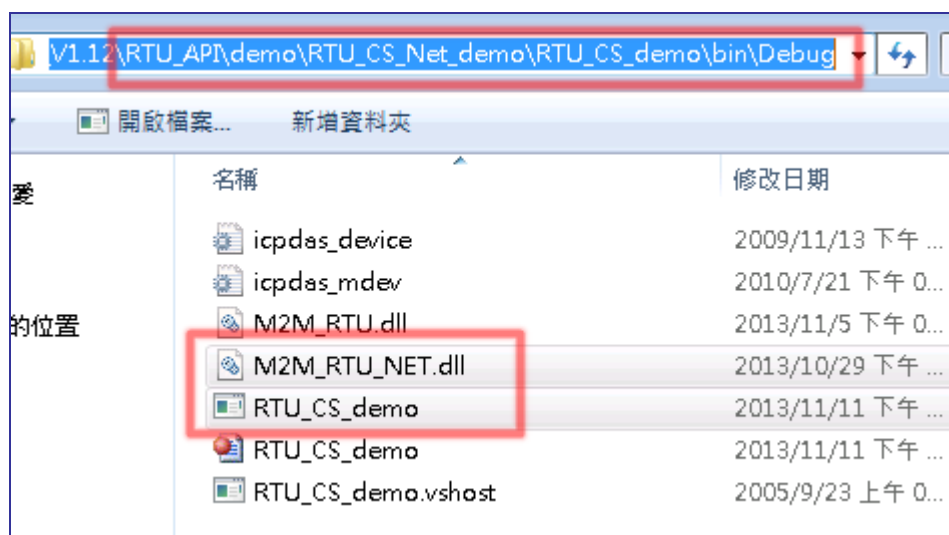 V1.12\RTU_API\demo\RTU_CS_Net_demo\RTU_CS_demo\bin\Debug
開啟檔案... 新增資料夾
名稱 修改日期
愛
icpdas_device 2009/11/13 下午 ...
icpdas_mdev 2010/7/21 下午 0...
的位置 M2M_RTU.dll 2013/11/5 下午 0...
M2M_RTU_NET.dll 2013/10/29 下午 ...
RTU_CS_demo 2013/11/11 下午 ...
RTU_CS_demo 2013/11/11 下午 ...
RTU_CS_demo.vshost 2005/9/23 上午 0...